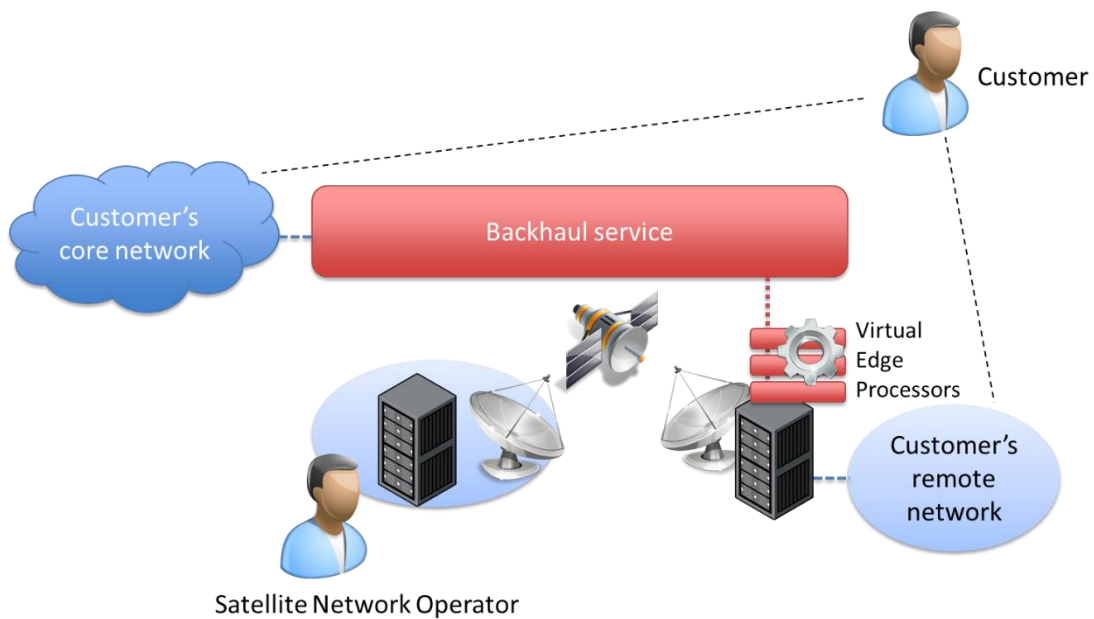 Customer
Customer’s
core network
Backhaul service
Virtual
Edge
Processors
Customer’s
remote
network
Satellite Network Operator